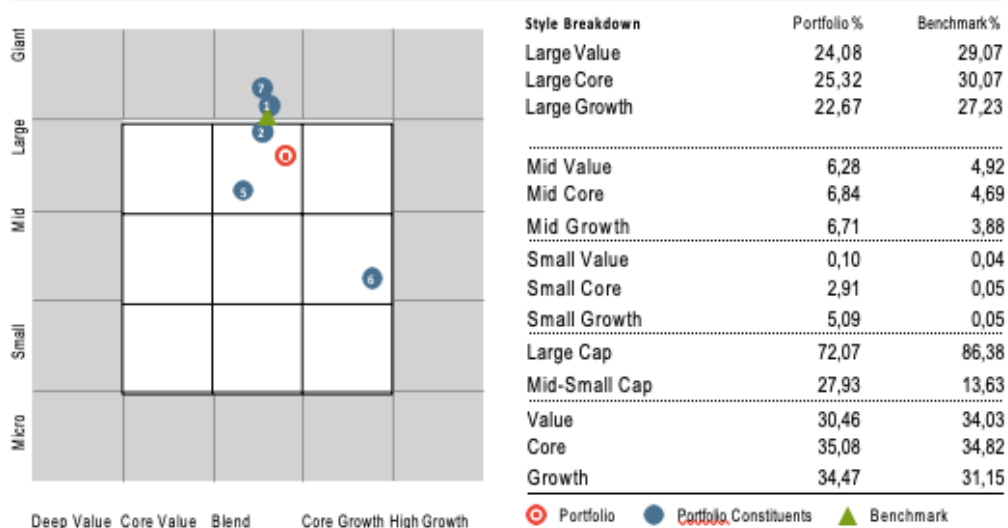 Giant
Large
Mid
Small
Micro
7
1
2
5
6
Deep Value Core Value Blend Core Growth High Growth
Style Breakdown Portfolio% Benchmark%
Large Value 24,08 29,07
Large Core 25,32 30,07
Large Growth 22,67 27,23
Mid Value 6,28 4,92
Mid Core 6,84 4,69
Mid Growth 6,71 3,88
Small Value 0,10 0,04
Small Core 2,91 0,05
Small Growth 5,09 0,05
Large Cap 72,07 86,38
Mid-Small Cap 27,93 13,63
Value 30,46 34,03
Core 35,08 34,82
Growth 34,47 31,15
Portfolio Portfolio Constituents Benchmark